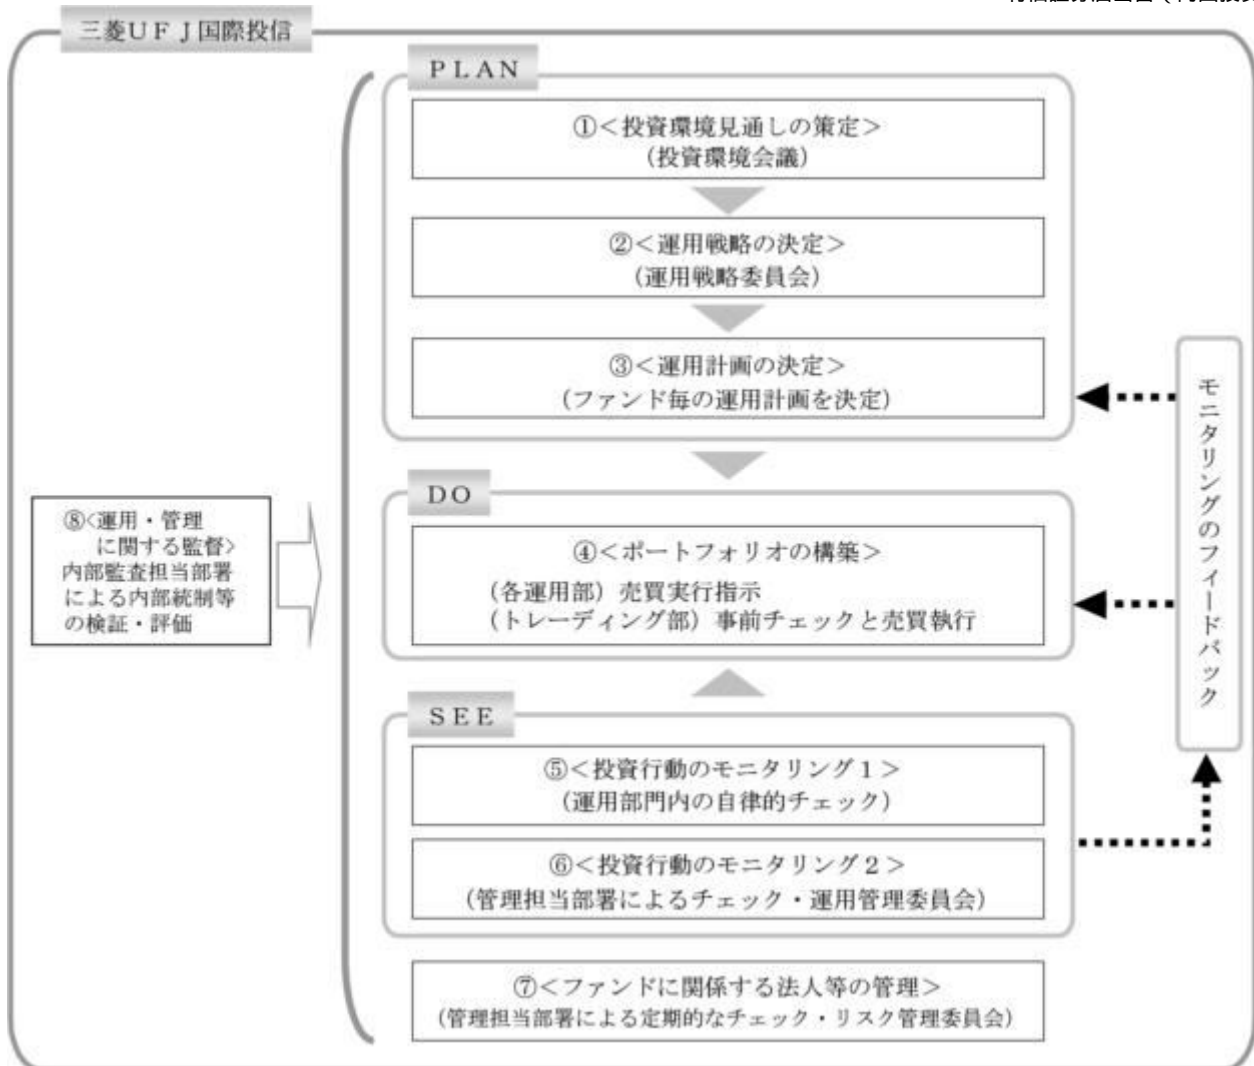 三菱ＵＦＪ国際投信
ＰＬＡＮ
①＜投資環境見通しの策定＞
（投資環境会議）
②＜運用戦略の決定＞
（運用戦略委員会）
③＜運用計画の決定＞
（ファンド毎の運用計画を決定）
ＤＯ
④＜ポートフォリオの構築＞
（各運用部）売買実行指示
（トレーディング部）事前チェックと売買執行
ＳＥＥ
⑤＜投資行動のモニタリング１＞
（運用部門内の自律的チェック）
⑥＜投資行動のモニタリング２＞
（管理担当部署によるチェック・運用管理委員会）
⑦＜ファンドに関係する法人等の管理＞
（管理担当部署による定期的なチェック・リスク管理委員会）
⑧<運用・管理
に関する監督>
内部監査担当部署
による内部統制等
の検証・評価
モニタリングのフィードバック